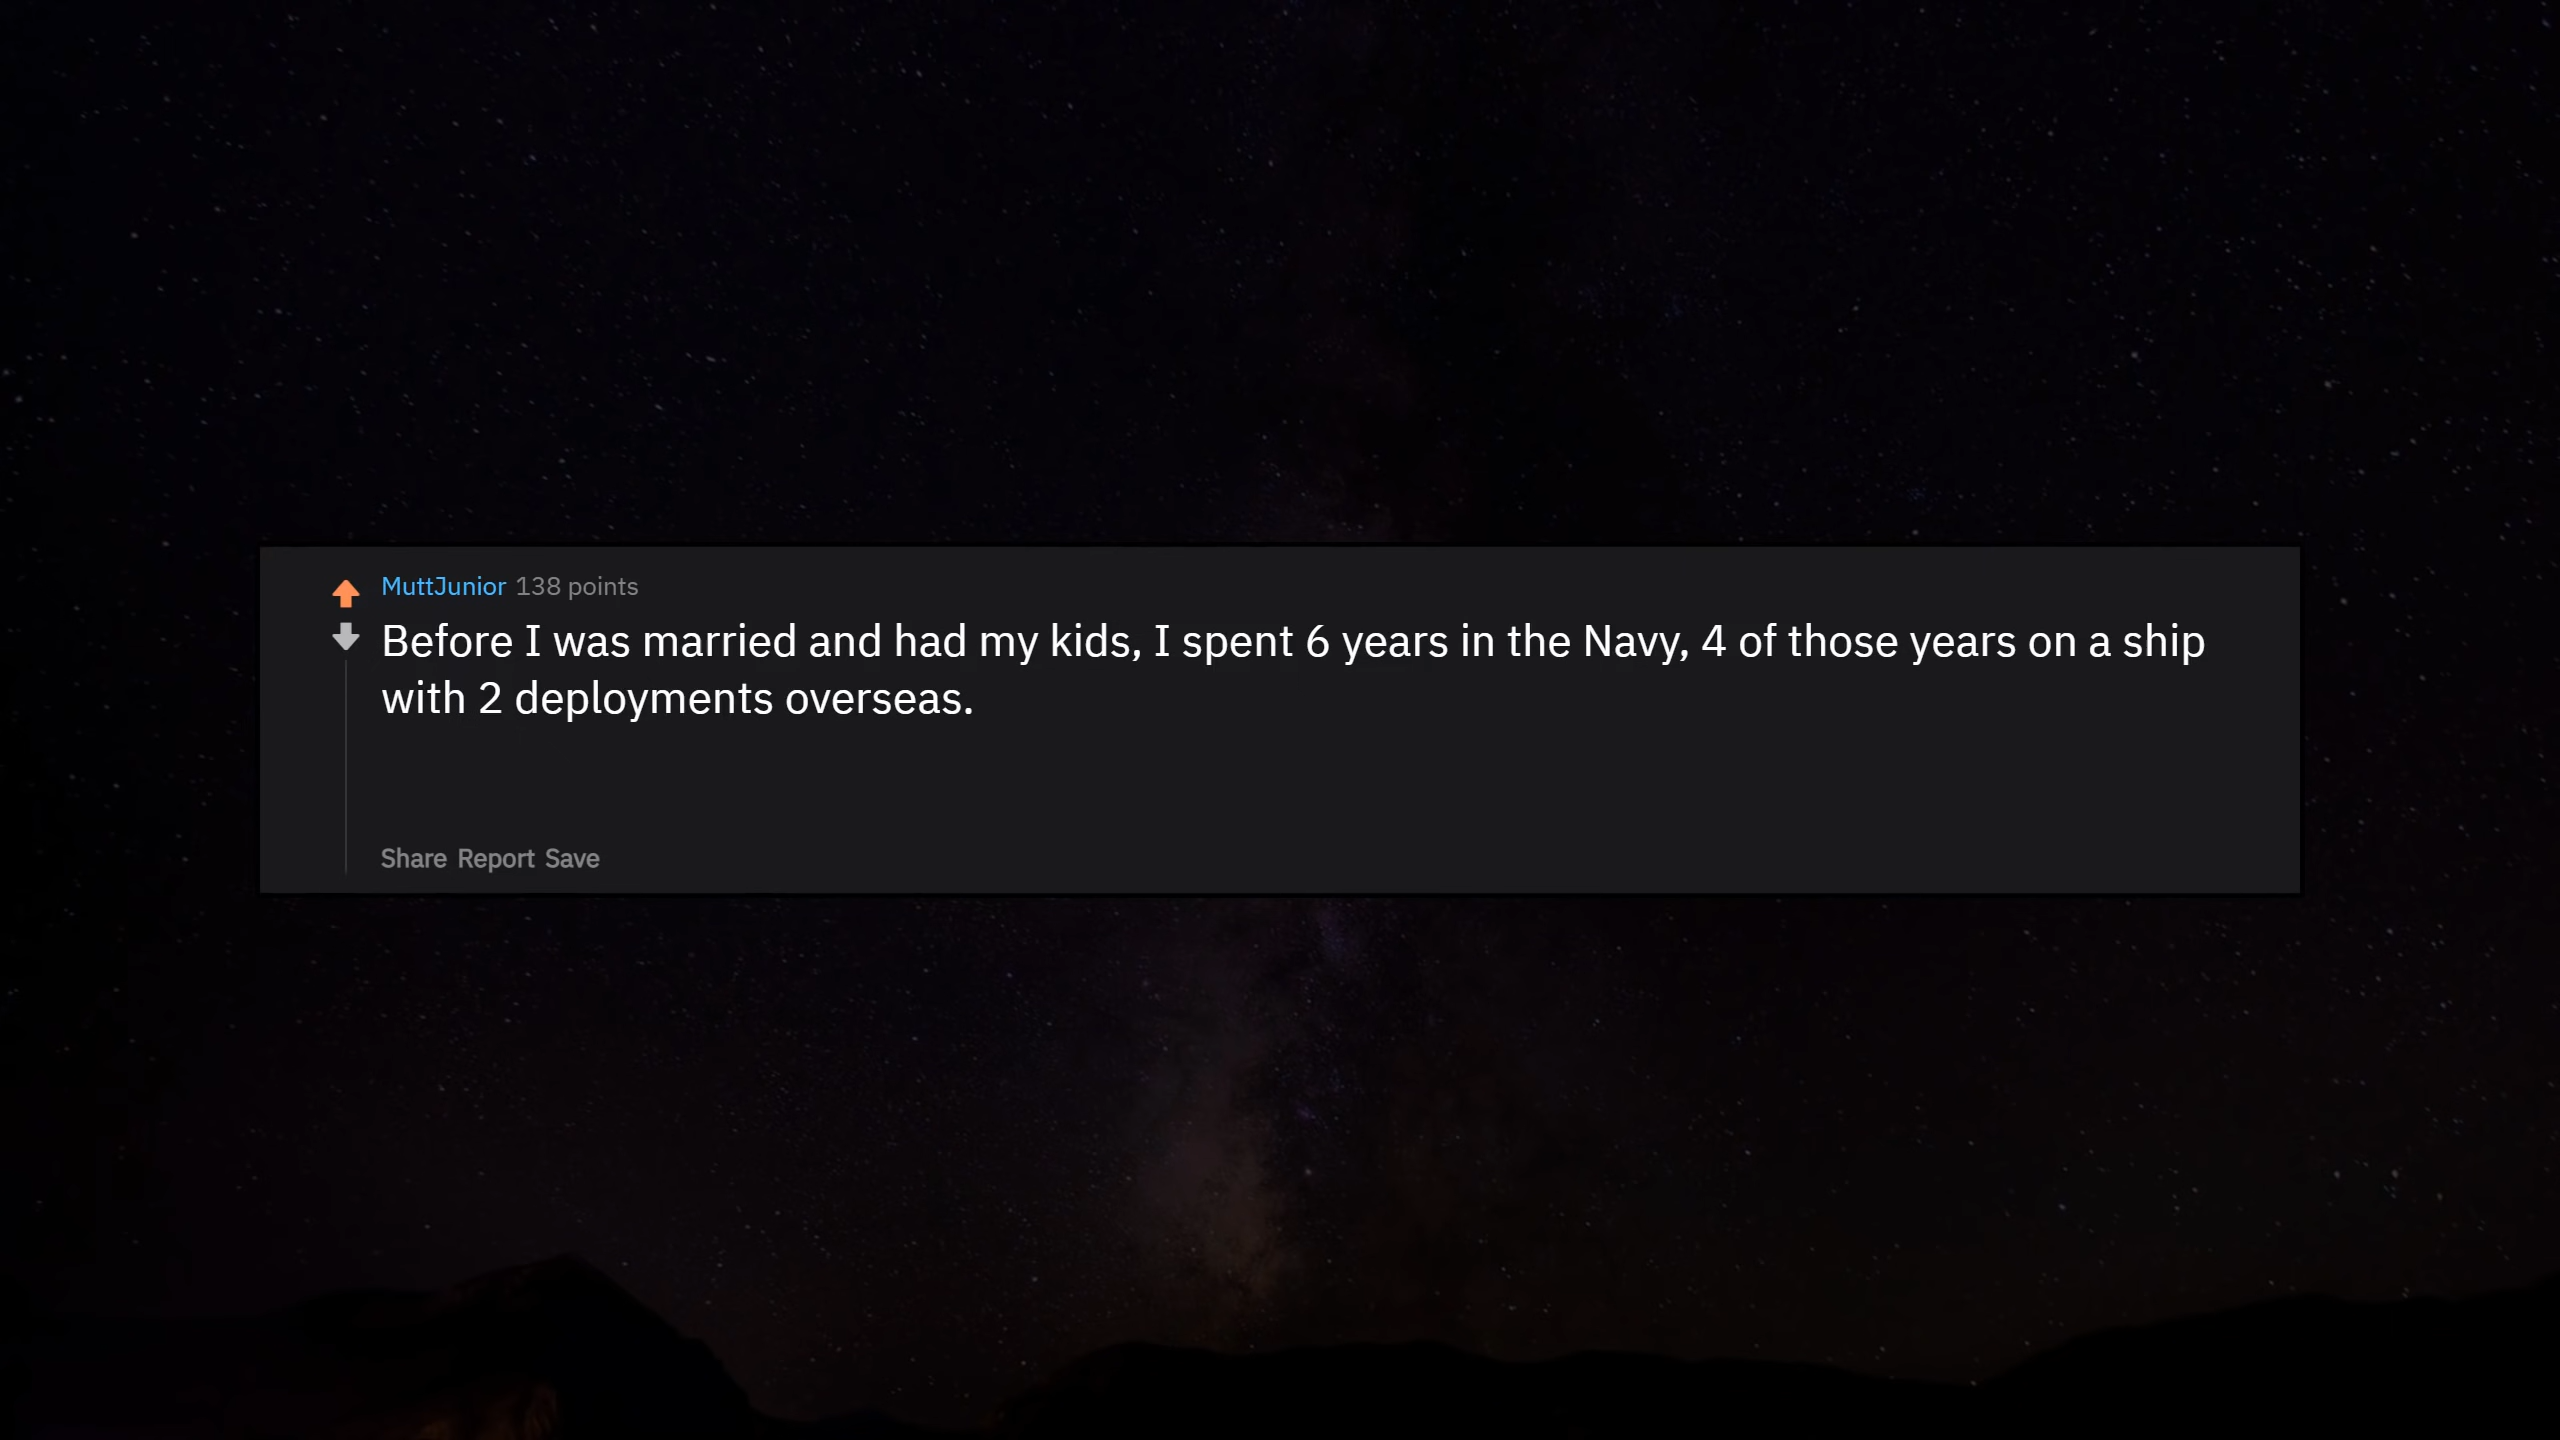 MuttJunior 138 points
Before I was married and had my kids, I spent 6 years in the Navy, 4 of those years on a ship
with 2 deployments overseas.
Share Report Save